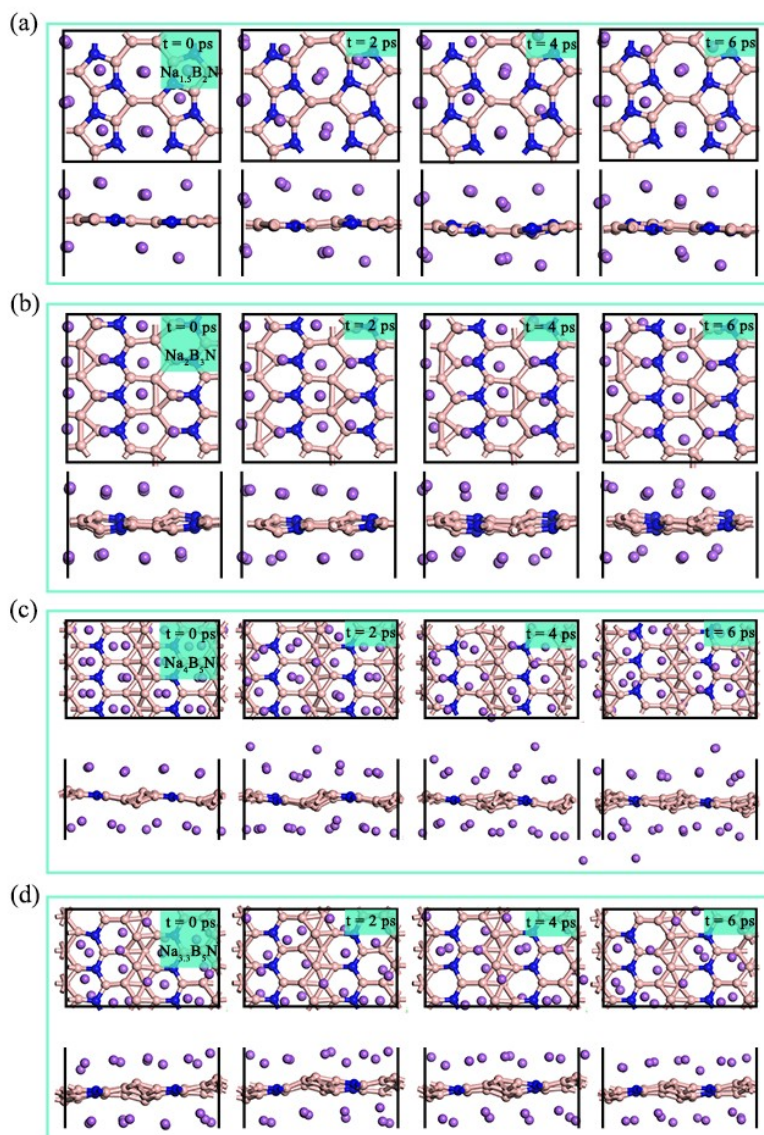 (a)
t = 0 ps
t = 2 ps
t = 4 ps
t = 6 ps
Na1.5B2N
(b)
t = 0 ps
t = 2 ps
t = 4 ps
t = 6 ps
Na2B3N
(c)
t = 0 ps
t = 2 ps
t = 4 ps
t = 6 ps
Na4B5N
(d)
t = 0 ps
t = 2 ps
t = 4 ps
t = 6 ps
Na3.3B5N